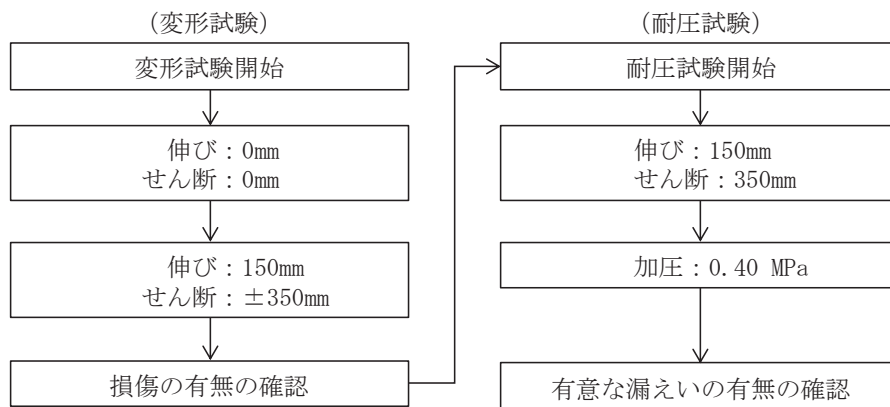 (変形試験)
変形試験開始
伸び：0mm
せん断：0mm
伸び：150mm
せん断：±350mm
損傷の有無の確認
(耐圧試験)
耐圧試験開始
伸び：150mm
せん断：350mm
加圧：0.40 MPa
有意な漏えいの有無の確認